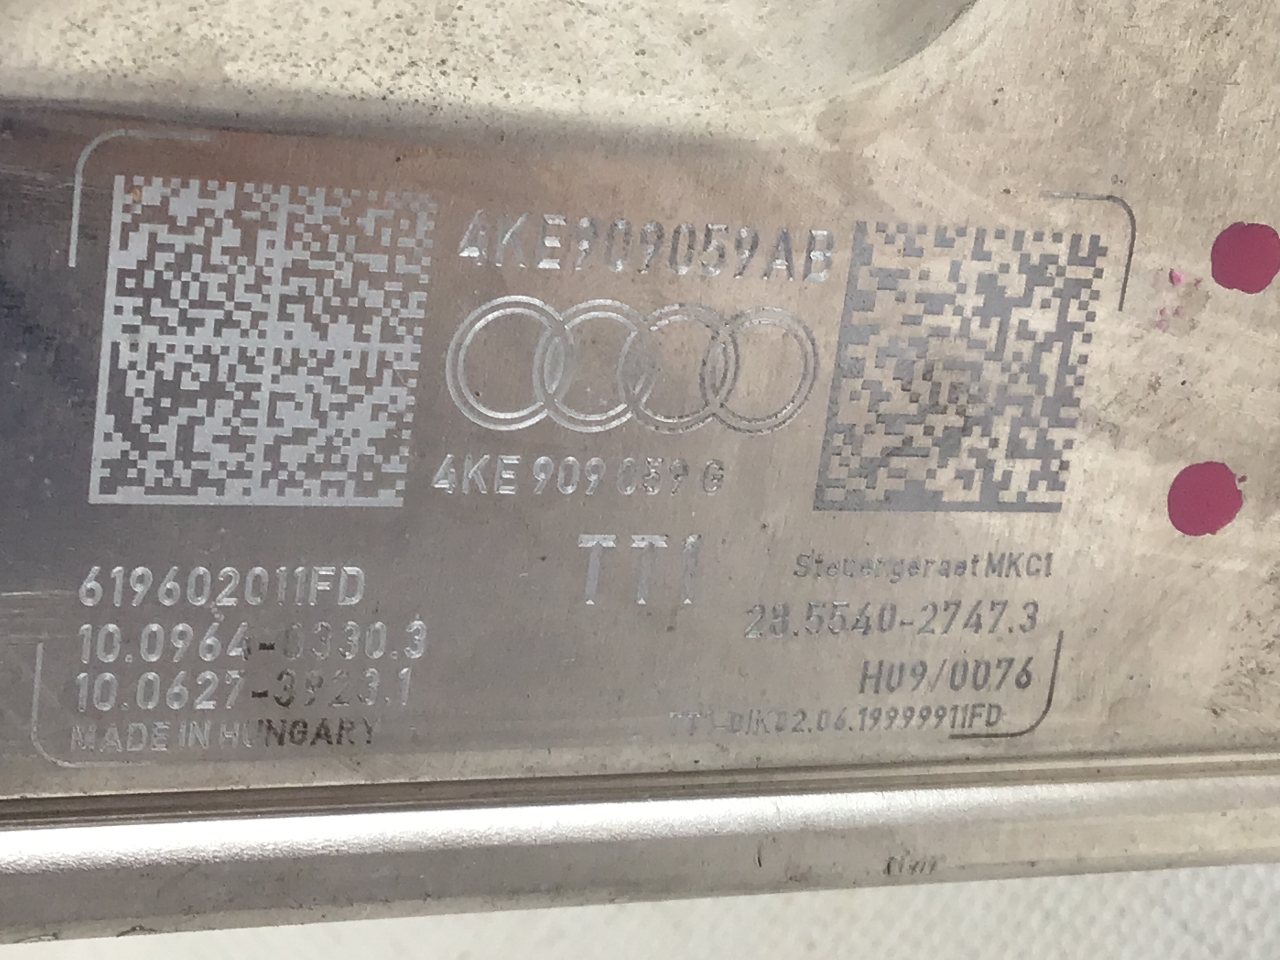 4KE909059AB
4KE 909 059 G
TT1
619602011FD
10.0964-0330.3
10.0627-3923.1
MADE IN HUNGARY
Steuergeraet MKC1
28.5540-2747.3
H09/0076